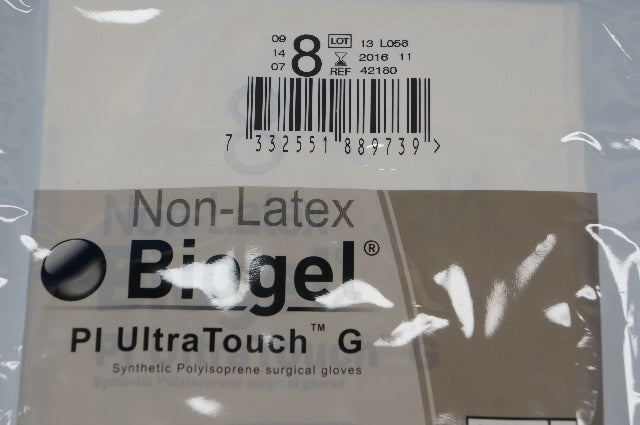 09
14
07
8
LOT 13 L058
2016 11
REF 42180
7 332551 889739 >
Non-Latex
Biogel®
PI UltraTouch™ G
Synthetic Polyisoprene surgical gloves